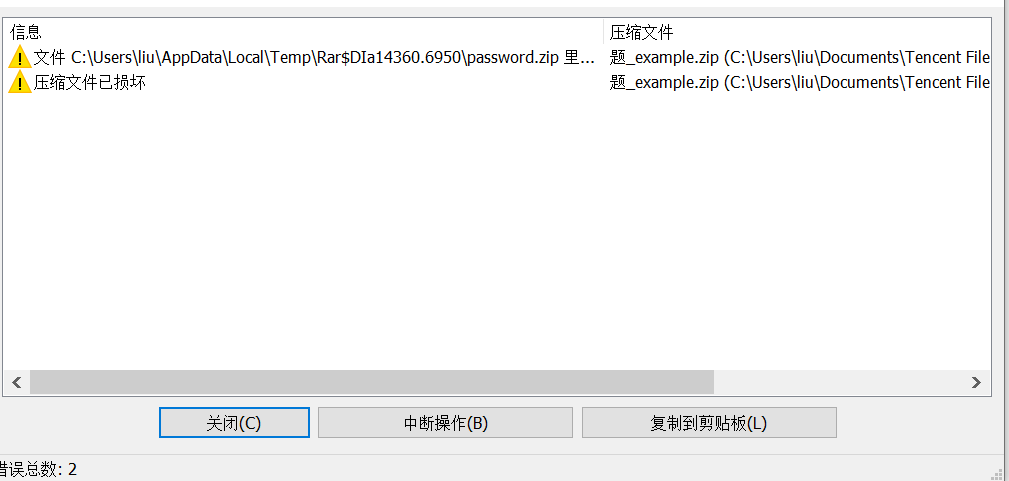 信息 压缩文件
文件 C:\Users\liu\AppData\Local\Temp\Rar$DIa14360.6950\password.zip 里... 题_example.zip (C:\Users\liu\Documents\Tencent File
压缩文件已损坏 题_example.zip (C:\Users\liu\Documents\Tencent File
关闭(C) 中断操作(B) 复制到剪贴板(L)
错误总数: 2